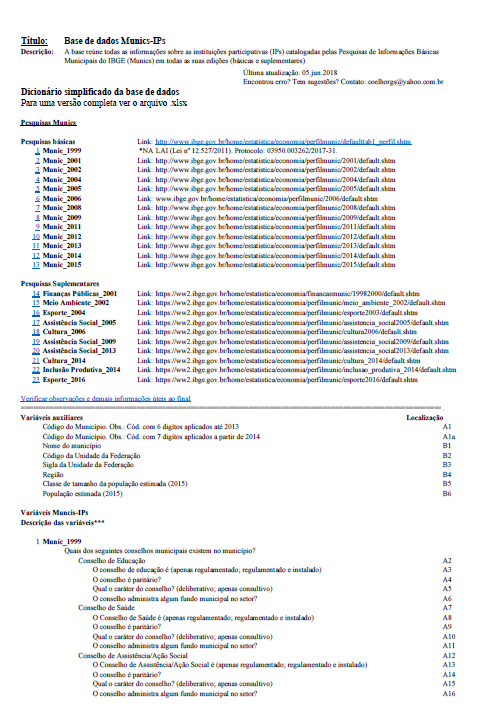 Título: Base de dados Munics-IPs
Descrição: A base reúne todas as informações sobre as instituições participativas (IPs) catalogadas pelas Pesquisas de Informações Básicas
Municipais do IBGE (Munics) em todas as suas edições (básicas e suplementares)
Última atualização: 05.jun.2018
Encontrou erro? Tem sugestões? Contato: coelhorgs@yahoo.com.br
Dicionário simplificado da base de dados
Para uma versão completa ver o arquivo .xlsx
Pesquisas Munics
Pesquisas básicas Link: http://www.ibge.gov.br/home/estatistica/economia/perfilmunic/defaulttab1_perfil.shtm
1 Munic_1999 *NA LAI (Lei nº 12.527/2011). Protocolo: 03950.003262/2017-31.
2 Munic_2001 Link: http://www.ibge.gov.br/home/estatistica/economia/perfilmunic/2001/default.shtm
3 Munic_2002 Link: http://www.ibge.gov.br/home/estatistica/economia/perfilmunic/2002/default.shtm
4 Munic_2004 Link: http://www.ibge.gov.br/home/estatistica/economia/perfilmunic/2004/default.shtm
5 Munic_2005 Link: http://www.ibge.gov.br/home/estatistica/economia/perfilmunic/2005/default.shtm
6 Munic_2006 Link: www.ibge.gov.br/home/estatistica/economia/perfilmunic/2006/default.shtm
7 Munic_2008 Link: http://www.ibge.gov.br/home/estatistica/economia/perfilmunic/2008/default.shtm
8 Munic_2009 Link: http://www.ibge.gov.br/home/estatistica/economia/perfilmunic/2009/default.shtm
9 Munic_2011 Link: http://www.ibge.gov.br/home/estatistica/economia/perfilmunic/2011/default.shtm
10 Munic_2012 Link: http://www.ibge.gov.br/home/estatistica/economia/perfilmunic/2012/default.shtm
11 Munic_2013 Link: http://www.ibge.gov.br/home/estatistica/economia/perfilmunic/2013/default.shtm
12 Munic_2014 Link: http://www.ibge.gov.br/home/estatistica/economia/perfilmunic/2014/default.shtm
13 Munic_2015 Link: http://www.ibge.gov.br/home/estatistica/economia/perfilmunic/2015/default.shtm
Pesquisas Suplementares
14 Finanças Públicas_2001 Link: https://ww2.ibge.gov.br/home/estatistica/economia/financasmunic/19982000/default.shtm
15 Meio Ambiente_2002 Link: https://ww2.ibge.gov.br/home/estatistica/economia/perfilmunic/meio_ambiente_2002/default.shtm
16 Esporte_2004 Link: https://ww2.ibge.gov.br/home/estatistica/economia/perfilmunic/esporte2003/default.shtm
17 Assistência Social_2005 Link: https://ww2.ibge.gov.br/home/estatistica/economia/perfilmunic/assistencia_social2005/default.shtm
18 Cultura_2006 Link: https://ww2.ibge.gov.br/home/estatistica/economia/perfilmunic/cultura2006/default.shtm
19 Assistência Social_2009 Link: https://ww2.ibge.gov.br/home/estatistica/economia/perfilmunic/assistencia_social2009/default.shtm
20 Assistência Social_2013 Link: https://ww2.ibge.gov.br/home/estatistica/economia/perfilmunic/assistencia_social2013/default.shtm
21 Cultura_2014 Link: https://ww2.ibge.gov.br/home/estatistica/economia/perfilmunic/cultura_2014/default.shtm
22 Inclusão Produtiva_2014 Link: https://ww2.ibge.gov.br/home/estatistica/economia/perfilmunic/inclusao_produtiva_2014/default.shtm
23 Esporte_2016 Link: https://ww2.ibge.gov.br/home/estatistica/economia/perfilmunic/esporte2016/default.shtm
Verificar observações e demais informações úteis ao final
Variáveis auxiliares Localização
Código do Município. Obs.: Cód. com 6 dígitos aplicados até 2013 A1
Código do Município. Obs.: Cód. com 7 dígitos aplicados a partir de 2014 A1a
Nome do município B1
Código da Unidade da Federação B2
Sigla da Unidade da Federação B3
Região B4
Classe de tamanho da população estimada (2015) B5
População estimada (2015) B6
Variáveis Muncis-IPs
Descrição das variáveis***
1 Munic_1999
Quais dos seguintes conselhos municipais existem no município?
Conselho de Educação A2
O conselho de educação é (apenas regulamentado; regulamentado e instalado) A3
O conselho é paritário? A4
Qual o caráter do conselho? (deliberativo; apenas consultivo) A5
O conselho administra algum fundo municipal no setor? A6
Conselho de Saúde A7
O Conselho de Saúde é (apenas regulamentado; regulamentado e instalado) A8
O conselho é paritário? A9
Qual o caráter do conselho? (deliberativo; apenas consultivo) A10
O conselho administra algum fundo municipal no setor? A11
Conselho de Assistência/Ação Social A12
O Conselho de Assistência/Ação Social é (apenas regulamentado; regulamentado e instalado) A13
O conselho é paritário? A14
Qual o caráter do conselho? (deliberativo; apenas consultivo) A15
O conselho administra algum fundo municipal no setor? A16